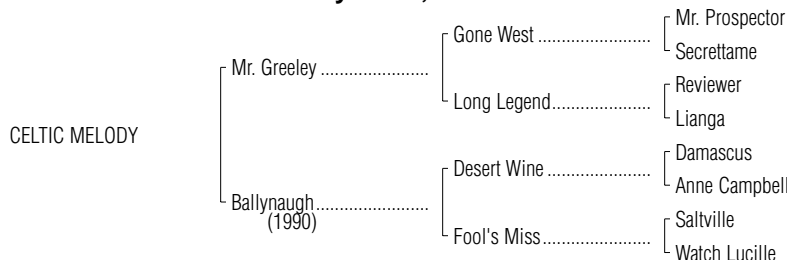 Mr. Prospector
Gone West
Secrettame
Mr. Greeley
Reviewer
Long Legend
Lianga
CELTIC MELODY
Damascus
Desert Wine
Anne Campbell
Ballynaugh
(1990)
Saltville
Fool's Miss
Watch Lucille